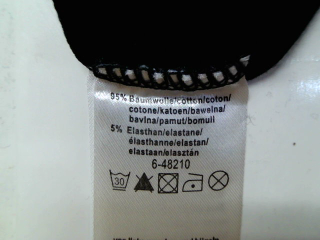 95% Baumwolle/cotton/coton/
cotone/katoen/bawełna/
bavlna/pamut/bomull
5% Elasthan/elastane/
élasthanne/elastan/
elastaan/elasztán
6-48210
30